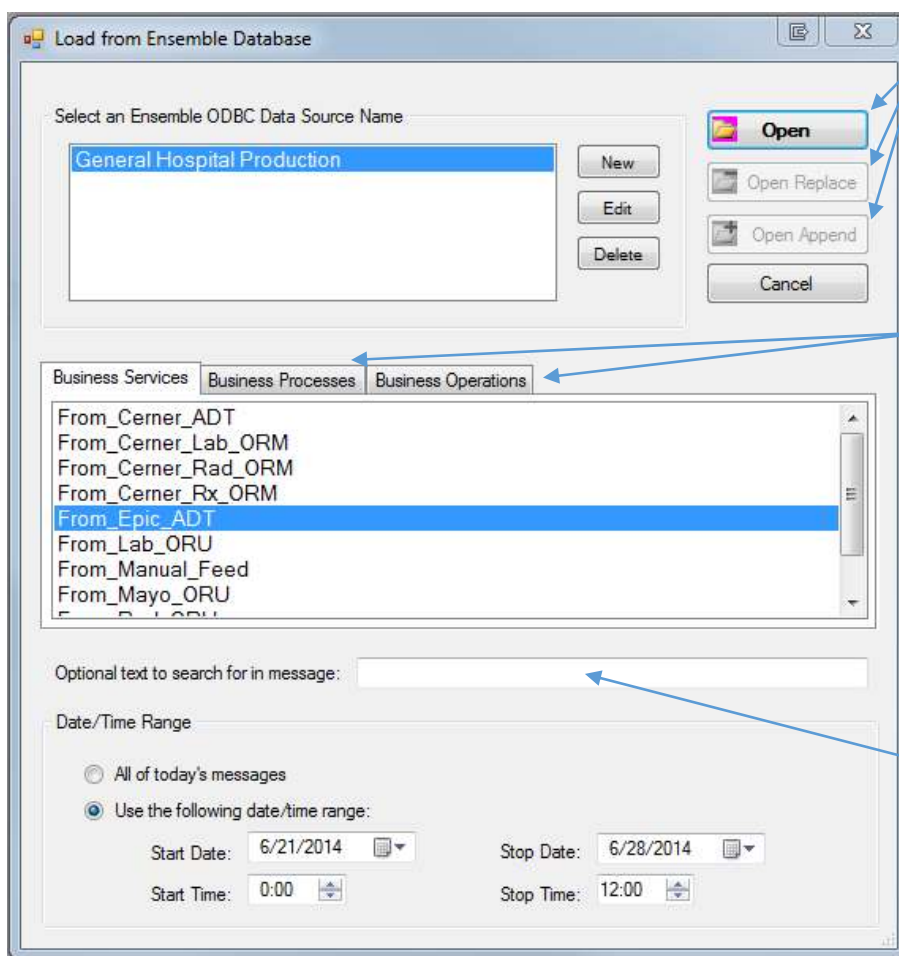 Load from Ensemble Database
Select an Ensemble ODBC Data Source Name
General Hospital Production
New
Edit
Delete
Open
Open Replace
Open Append
Cancel
Business Services
Business Processes
Business Operations
From_Cerner_ADT
From_Cerner_Lab_ORM
From_Cerner_Rad_ORM
From_Cerner_Rx_ORM
From_Epic_ADT
From_Lab_ORU
From_Manual_Feed
From_Mayo_ORU
Optional text to search for in message:
Date/Time Range
All of today's messages
Use the following date/time range:
Start Date: 6/21/2014 Stop Date: 6/28/2014
Start Time: 0:00 Stop Time: 12:00